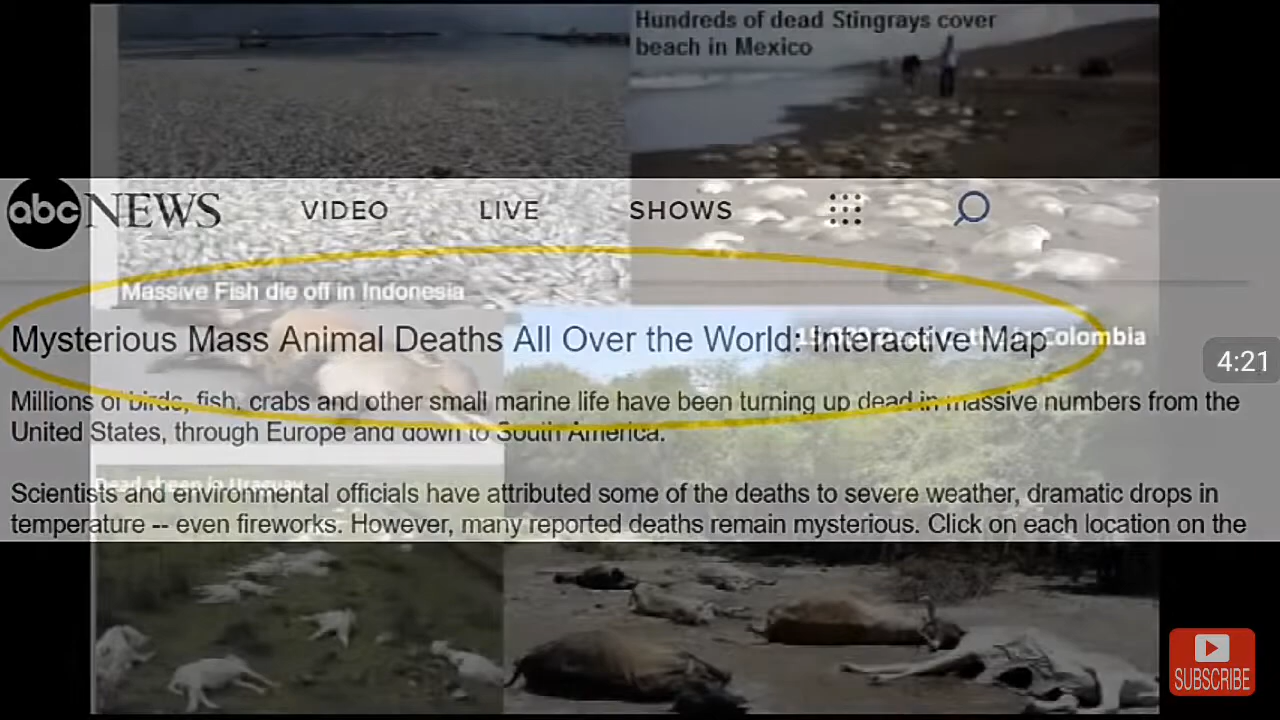 Hundreds of dead Stingrays cover
beach in Mexico
abc NEWS VIDEO LIVE SHOWS
Massive Fish die off in Indonesia
Mysterious Mass Animal Deaths All Over the World: Interactive Map
Colombia
4:21
Millions of birds, fish, crabs and other small marine life have been turning up dead in massive numbers from the
United States, through Europe and down to South America.
Dead sheep in Uraguay
Scientists and environmental officials have attributed some of the deaths to severe weather, dramatic drops in
temperature -- even fireworks. However, many reported deaths remain mysterious. Click on each location on the
SUBSCRIBE